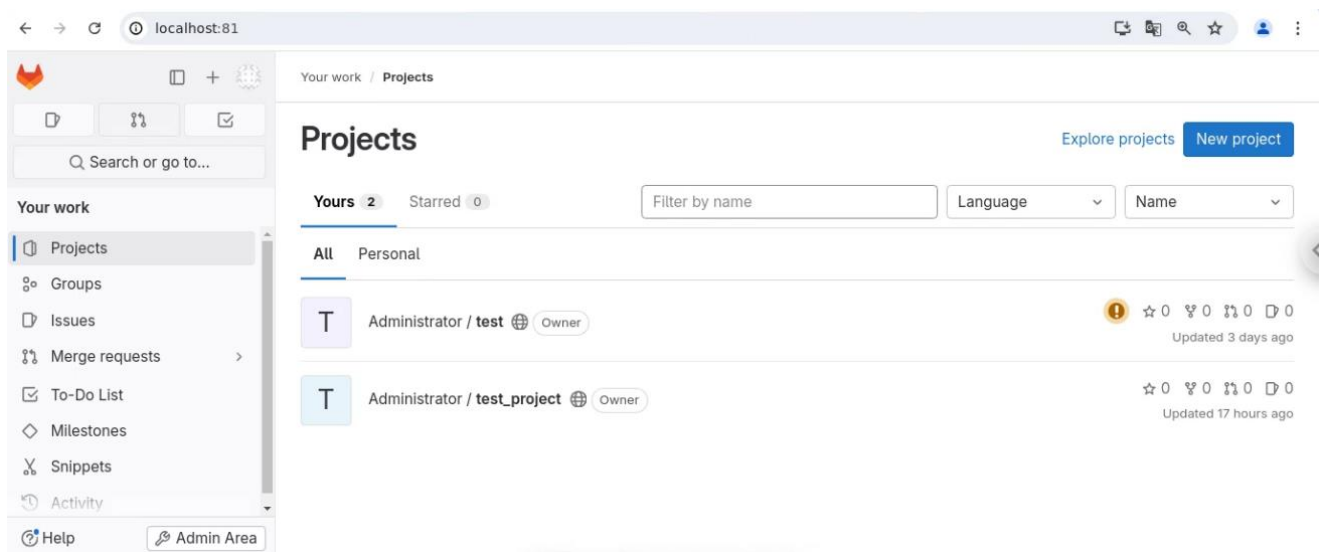 localhost:81
Your work / Projects
Search or go to...
Projects
Explore projects New project
Your work
Yours 2 Starred 0 Filter by name Language Name
Projects
All Personal
Groups
Issues
T Administrator / test Owner 0 0 0 0
Updated 3 days ago
Merge requests
To-Do List
T Administrator / test_project Owner 0 0 0 0
Updated 17 hours ago
Milestones
Snippets
Activity
Help Admin Area